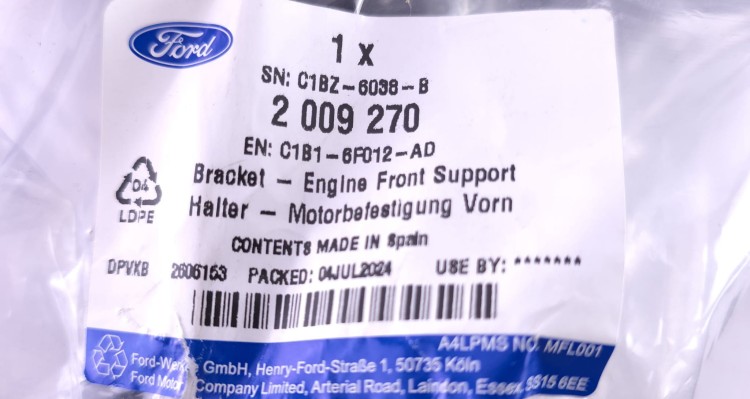 Ford
1 x
SN: C1BZ-6038-B
2 009 270
EN: C1B1-6F012-AD
Bracket - Engine Front Support
Halter - Motorbefestigung Vorn
04
LDPE
CONTENTS MADE IN Spain
DPVKB 2606153 PACKED: 04JUL2024 USE BY: *******
A4LPMS NO. MFL001
Ford-Werke GmbH, Henry-Ford-Straße 1, 50735 Köln
Ford Motor Company Limited, Arterial Road, Laindon, Essex SS15 6EE